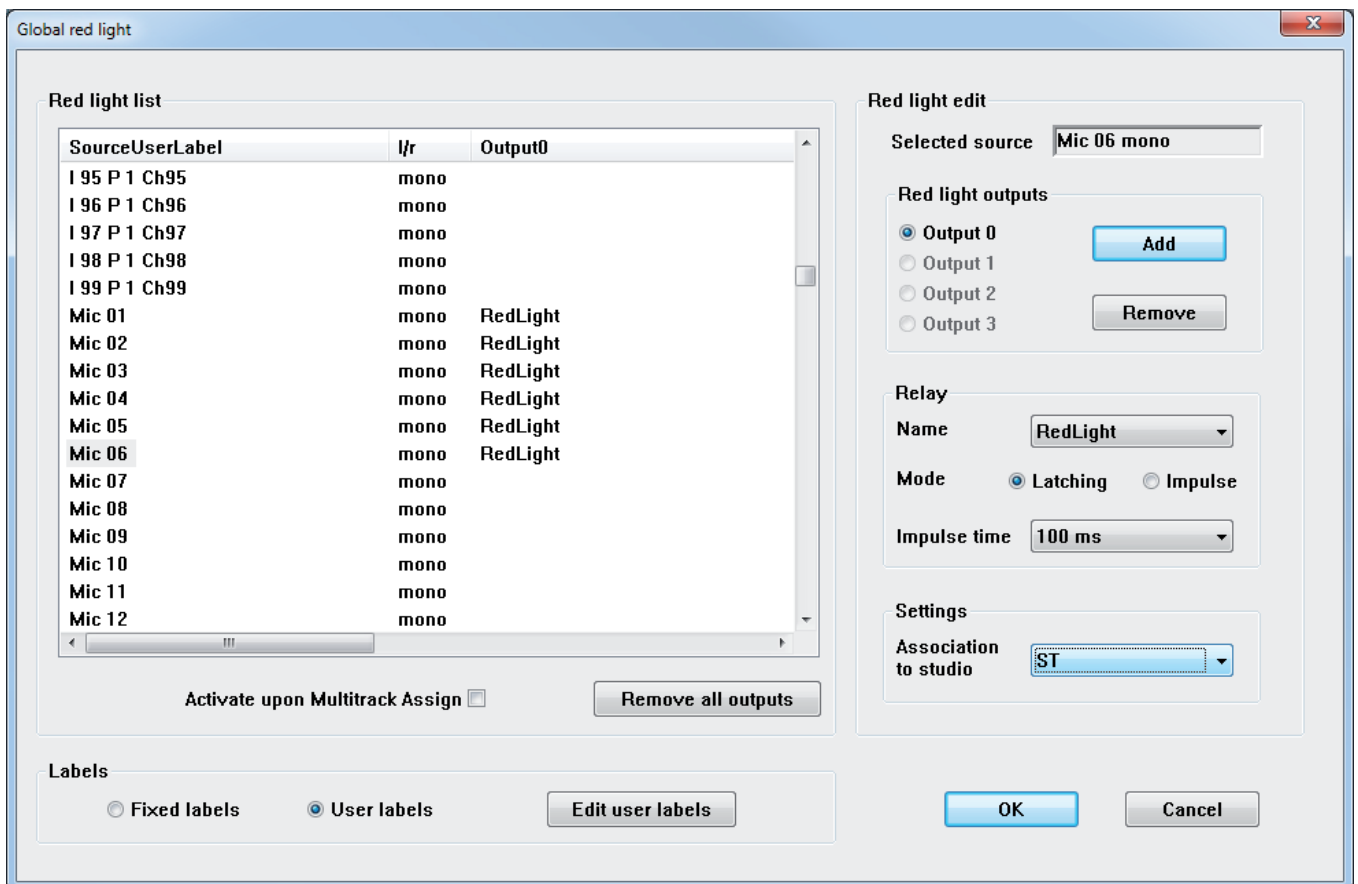 Global red light
Red light list
SourceUserLabel l/r Output0
I 95 P 1 Ch95 mono
I 96 P 1 Ch96 mono
I 97 P 1 Ch97 mono
I 98 P 1 Ch98 mono
I 99 P 1 Ch99 mono
Mic 01 mono RedLight
Mic 02 mono RedLight
Mic 03 mono RedLight
Mic 04 mono RedLight
Mic 05 mono RedLight
Mic 06 mono RedLight
Mic 07 mono
Mic 08 mono
Mic 09 mono
Mic 10 mono
Mic 11 mono
Mic 12 mono
Activate upon Multitrack Assign
Remove all outputs
Labels
Fixed labels
User labels
Edit user labels
Red light edit
Selected source Mic 06 mono
Red light outputs
Output 0
Output 1
Output 2
Output 3
Add
Remove
Relay
Name RedLight
Mode Latching Impulse
Impulse time 100 ms
Settings
Association
to studio
ST
OK
Cancel